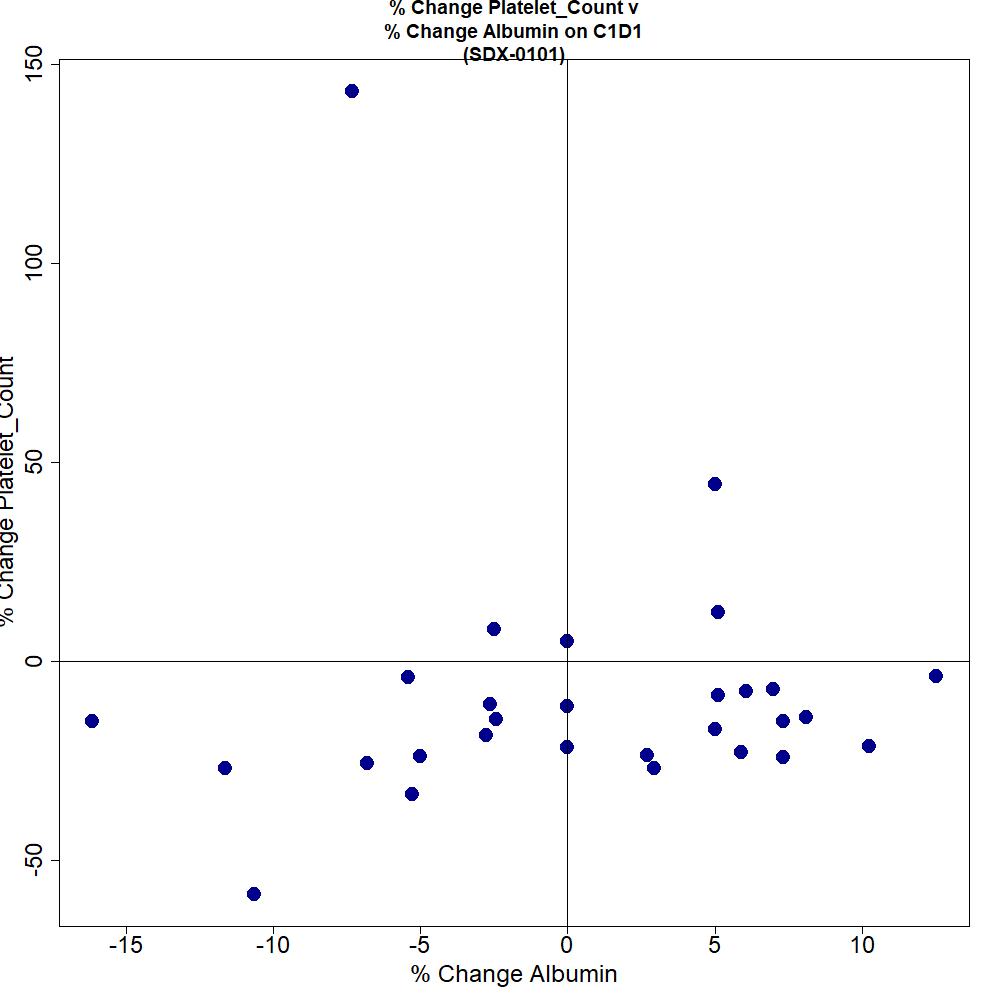 % Change Platelet_Count v
% Change Albumin on C1D1
(SDX-0101)
150
100
50
0
-50
% Change Platelet_Count
-15
-10
-5
0
5
10
% Change Albumin